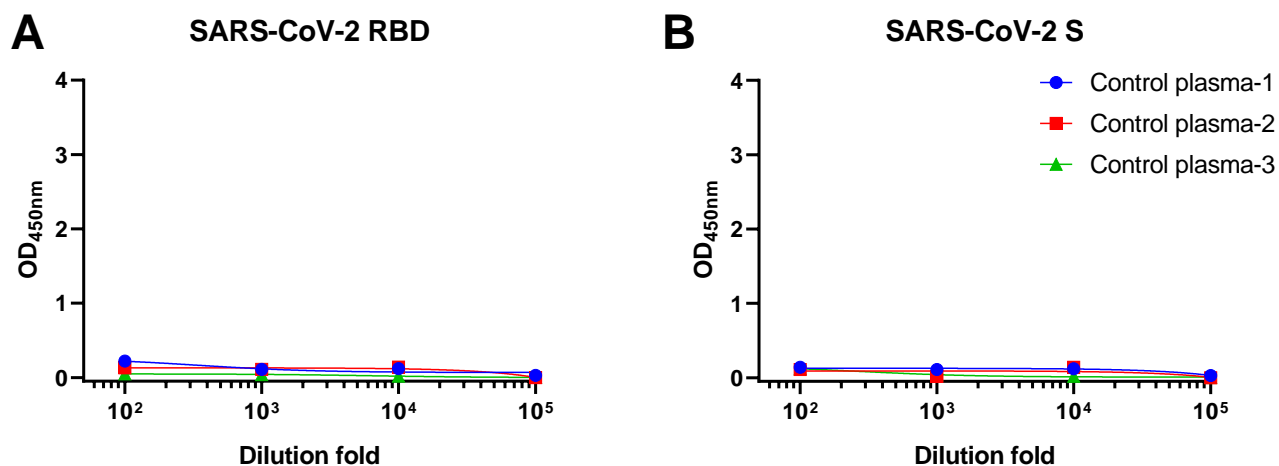 A
SARS-CoV-2 RBD
4
3
2
1
0
OD450nm
10²
10³
10⁴
10⁵
Dilution fold
B
SARS-CoV-2 S
4
3
2
1
0
OD450nm
10²
10³
10⁴
10⁵
Dilution fold
Control plasma-1
Control plasma-2
Control plasma-3